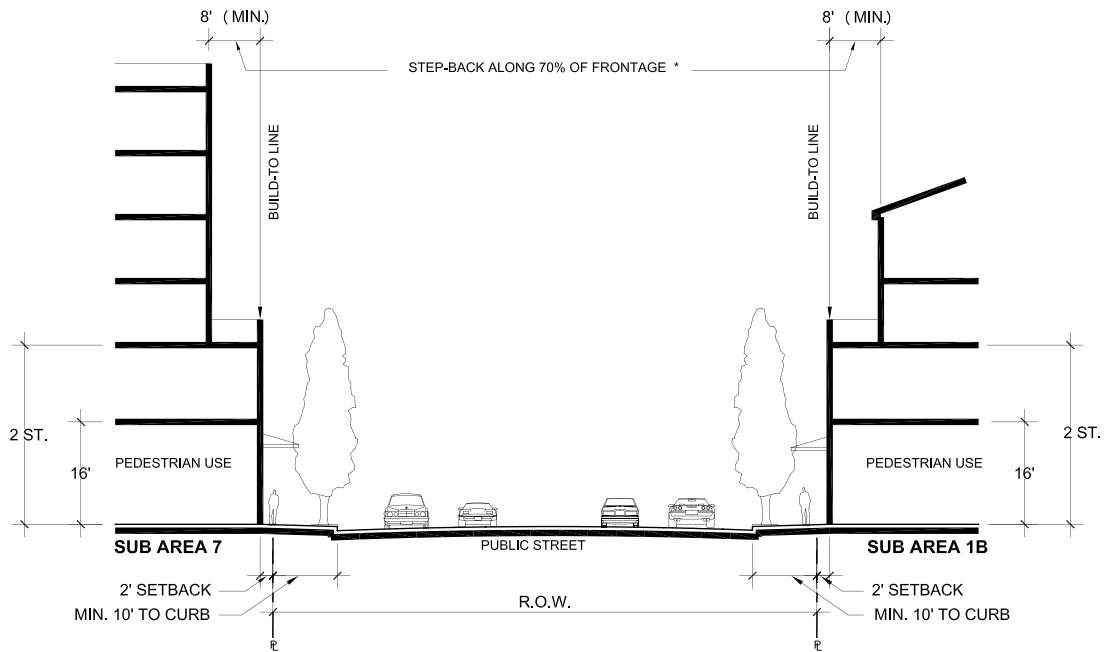 8' ( MIN.)
8' ( MIN.)
STEP-BACK ALONG 70% OF FRONTAGE *
BUILD-TO LINE
BUILD-TO LINE
2 ST.
2 ST.
PEDESTRIAN USE
PEDESTRIAN USE
16'
16'
SUB AREA 7
PUBLIC STREET
SUB AREA 1B
2' SETBACK
2' SETBACK
MIN. 10' TO CURB
R.O.W.
MIN. 10' TO CURB
PL
PL